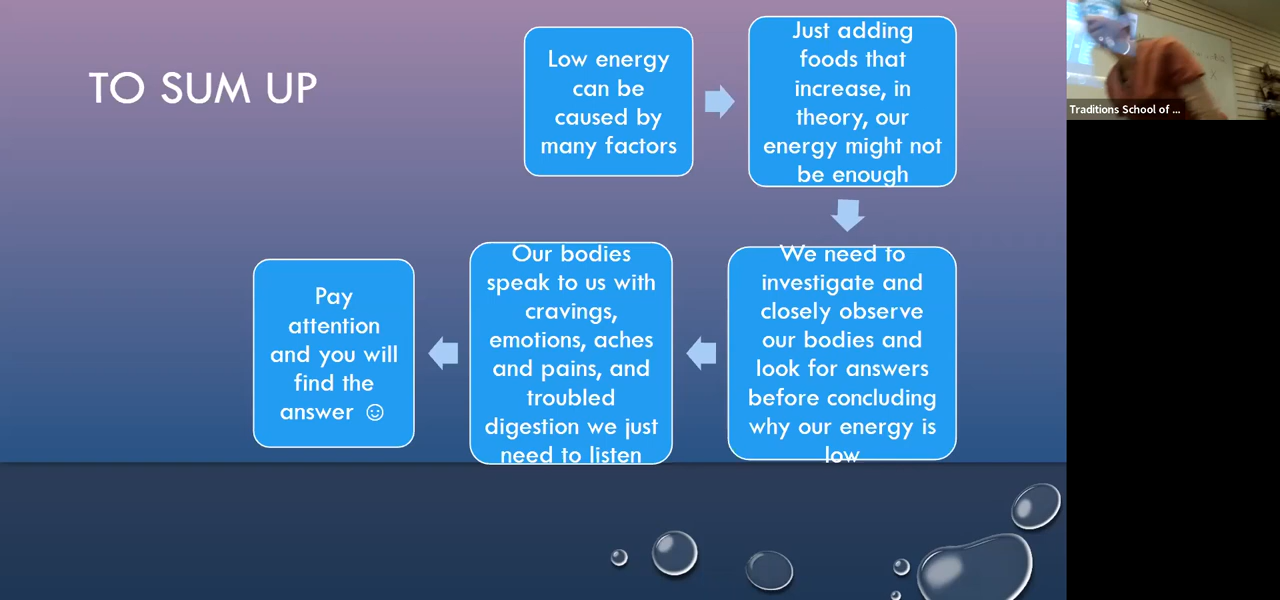 TO SUM UP
Low energy
can be
caused by
many factors
Just adding
foods that
increase, in
theory, our
energy might not
be enough
We need to
investigate and
closely observe
our bodies and
look for answers
before concluding
why our energy is
low
Our bodies
speak to us with
cravings,
emotions, aches
and pains, and
troubled
digestion we just
need to listen
Pay
attention
and you will
find the
answer ☺
Traditions School of ...